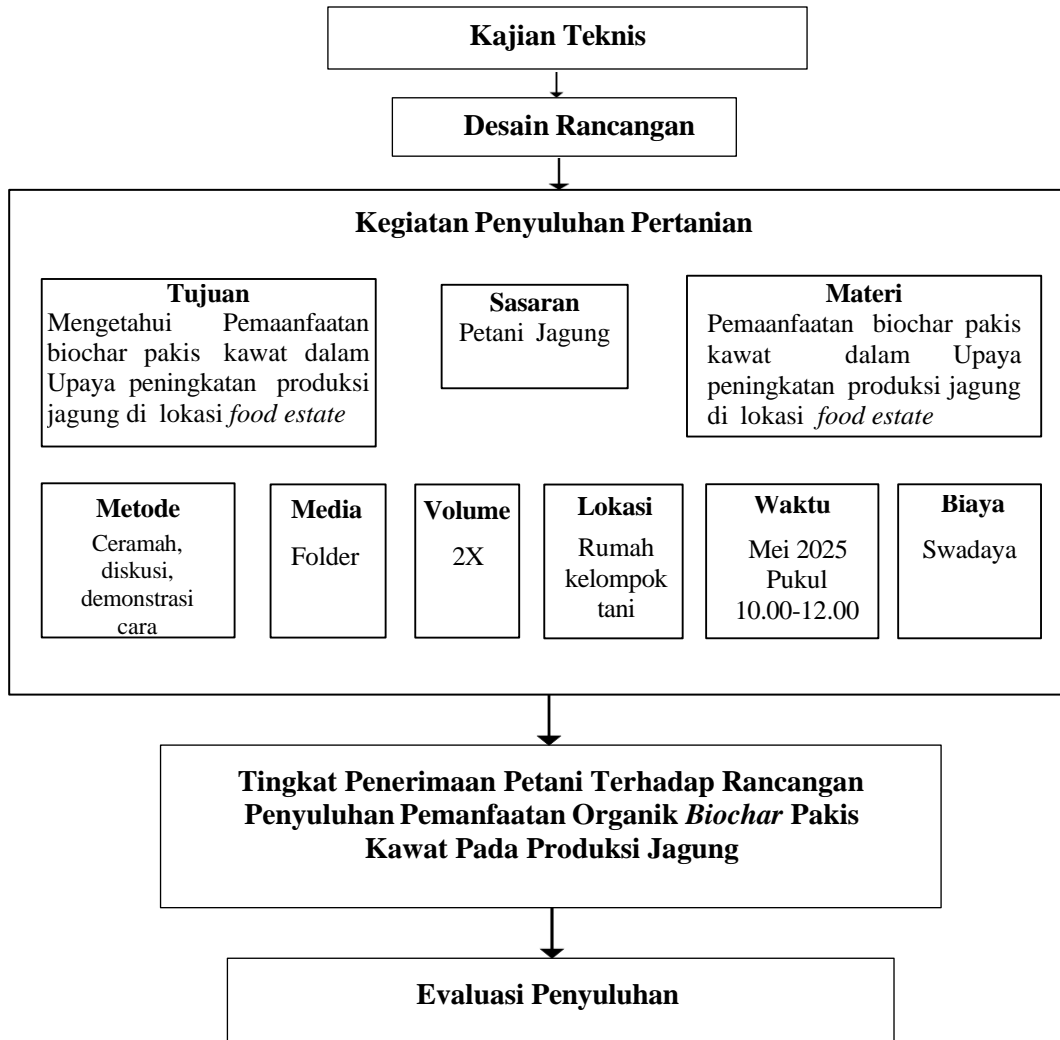 Kajian Teknis
Desain Rancangan
Kegiatan Penyuluhan Pertanian
Tujuan
Mengetahui Pemaanfaatan
biochar pakis kawat dalam
Upaya peningkatan produksi
jagung di lokasi food estate
Sasaran
Petani Jagung
Materi
Pemaanfaatan biochar pakis
kawat dalam Upaya
peningkatan produksi jagung
di lokasi food estate
Metode
Ceramah,
diskusi,
demonstrasi
cara
Media
Folder
Volume
2X
Lokasi
Rumah
kelompok
tani
Waktu
Mei 2025
Pukul
10.00-12.00
Biaya
Swadaya
Tingkat Penerimaan Petani Terhadap Rancangan
Penyuluhan Pemanfaatan Organik Biochar Pakis
Kawat Pada Produksi Jagung
Evaluasi Penyuluhan